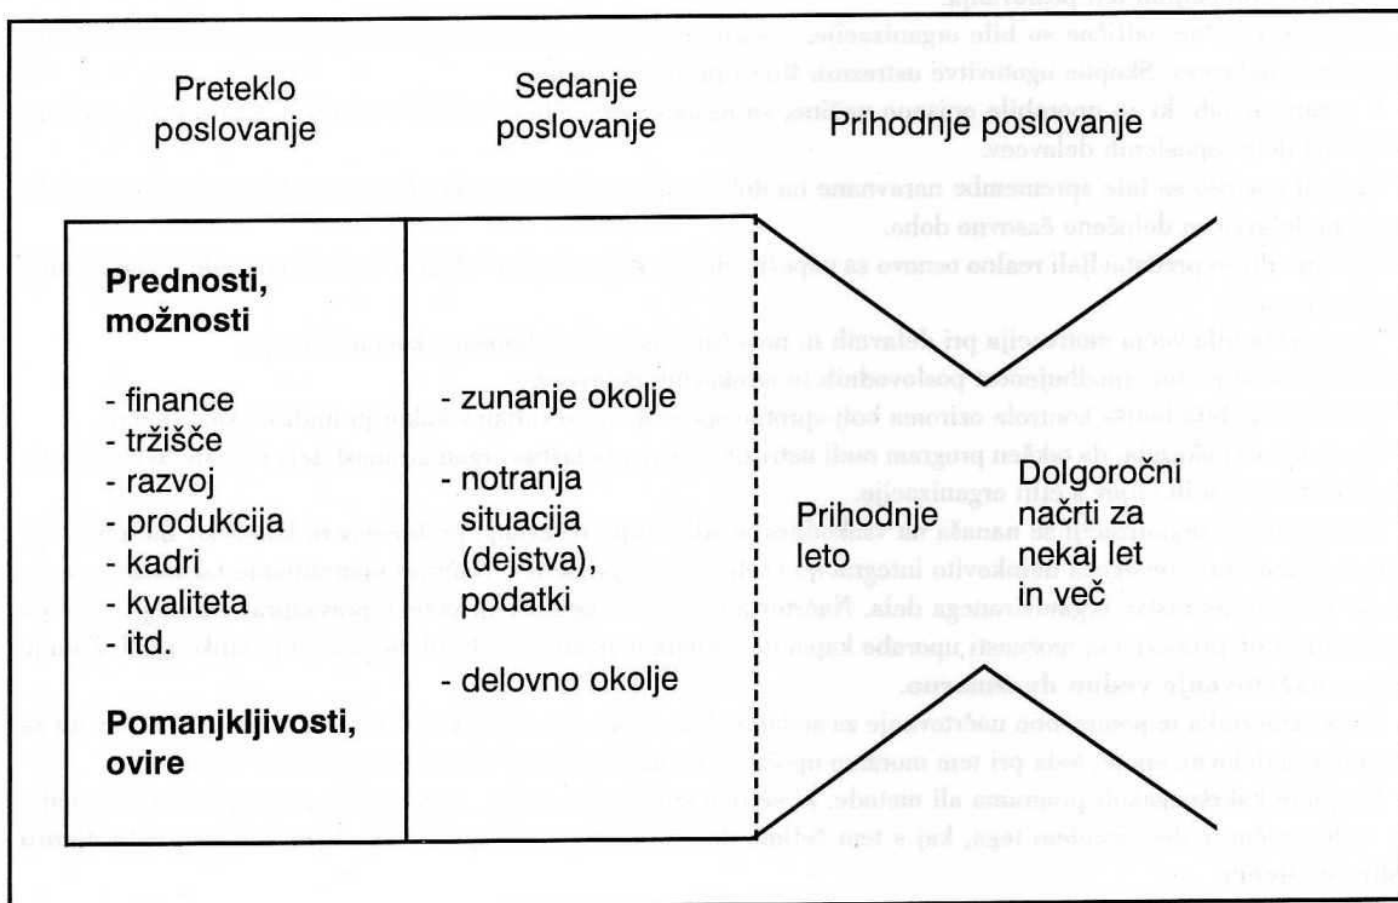 Preteklo
poslovanje
Sedanje
poslovanje
Prihodnje poslovanje
Prednosti,
možnosti
- finance
- tržišče
- razvoj
- produkcija
- kadri
- kvaliteta
- itd.
Pomanjkljivosti,
ovire
- zunanje okolje
- notranja
situacija
(dejstva),
podatki
- delovno okolje
Prihodnje
leto
Dolgoročni
načrti za
nekaj let
in več